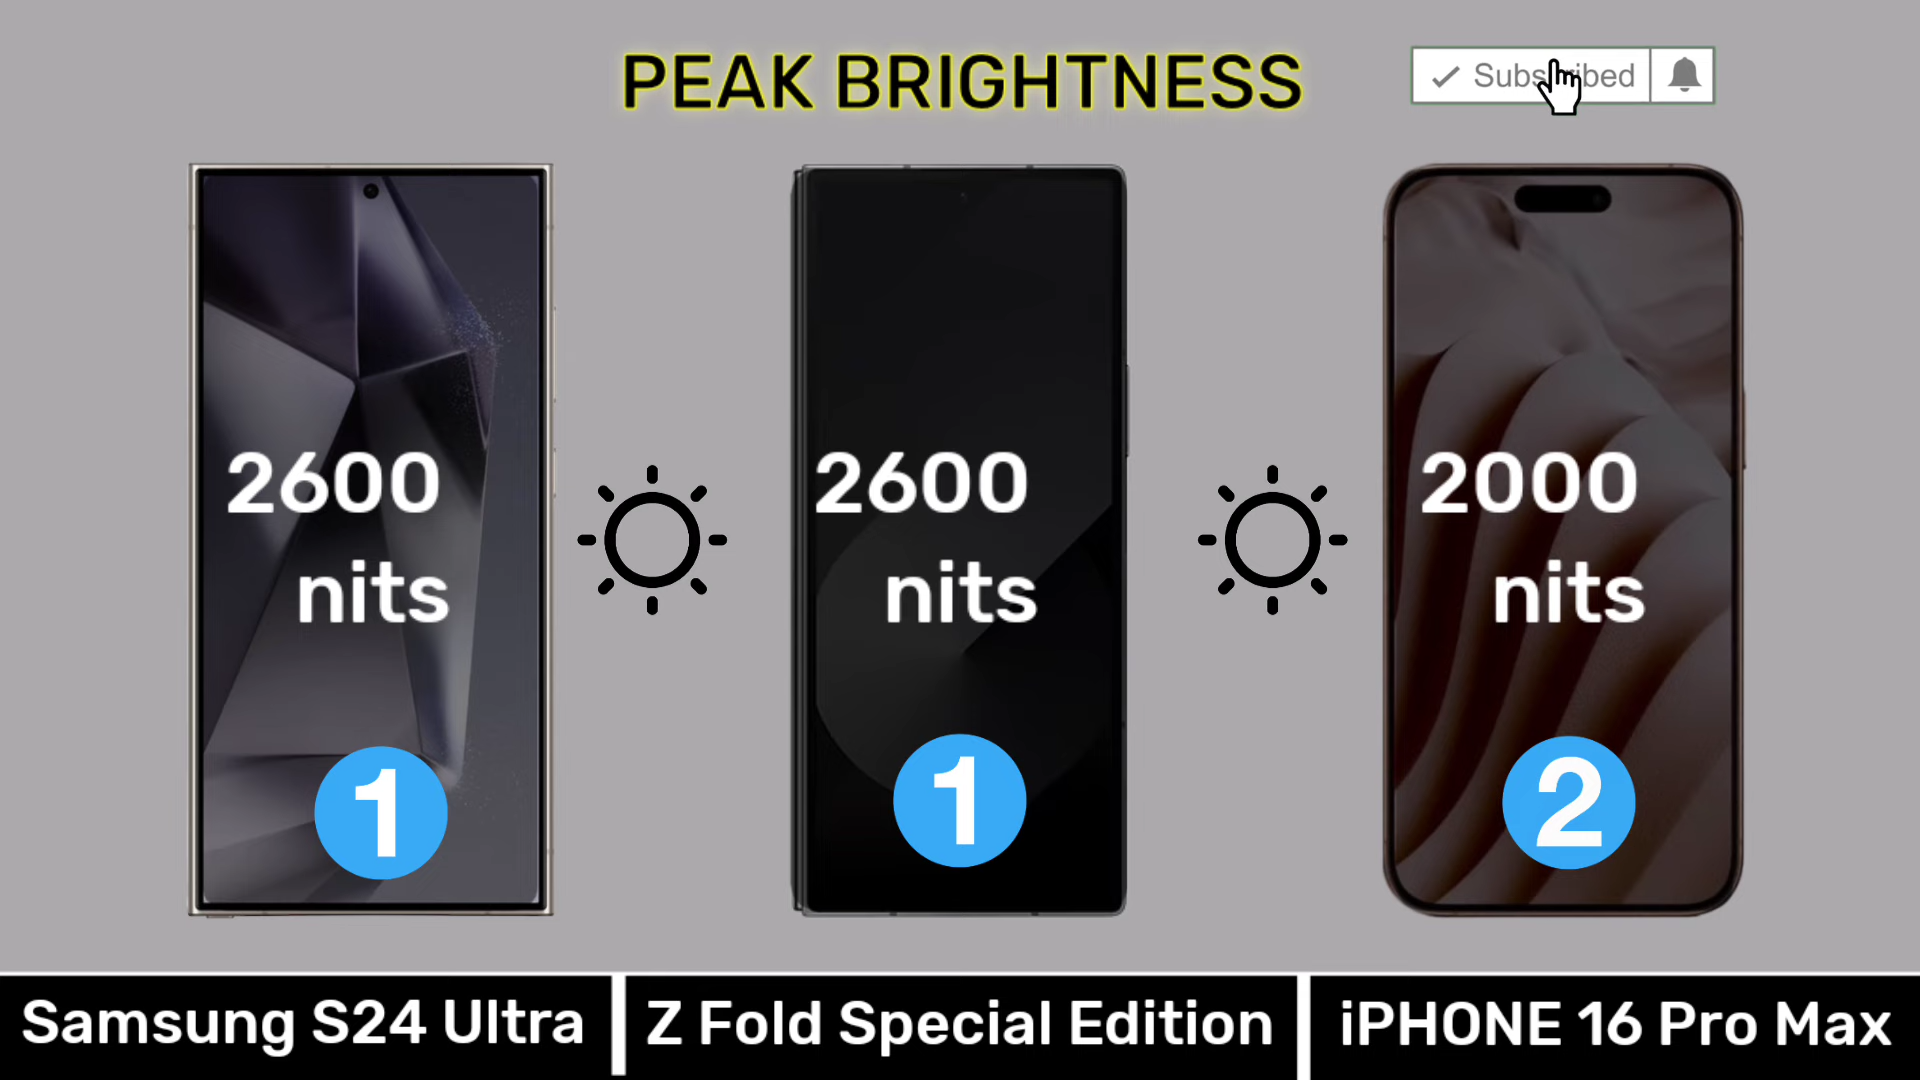 PEAK BRIGHTNESS
Subscribed
2600
nits
2600
nits
2000
nits
1
1
2
Samsung S24 Ultra
Z Fold Special Edition
iPHONE 16 Pro Max